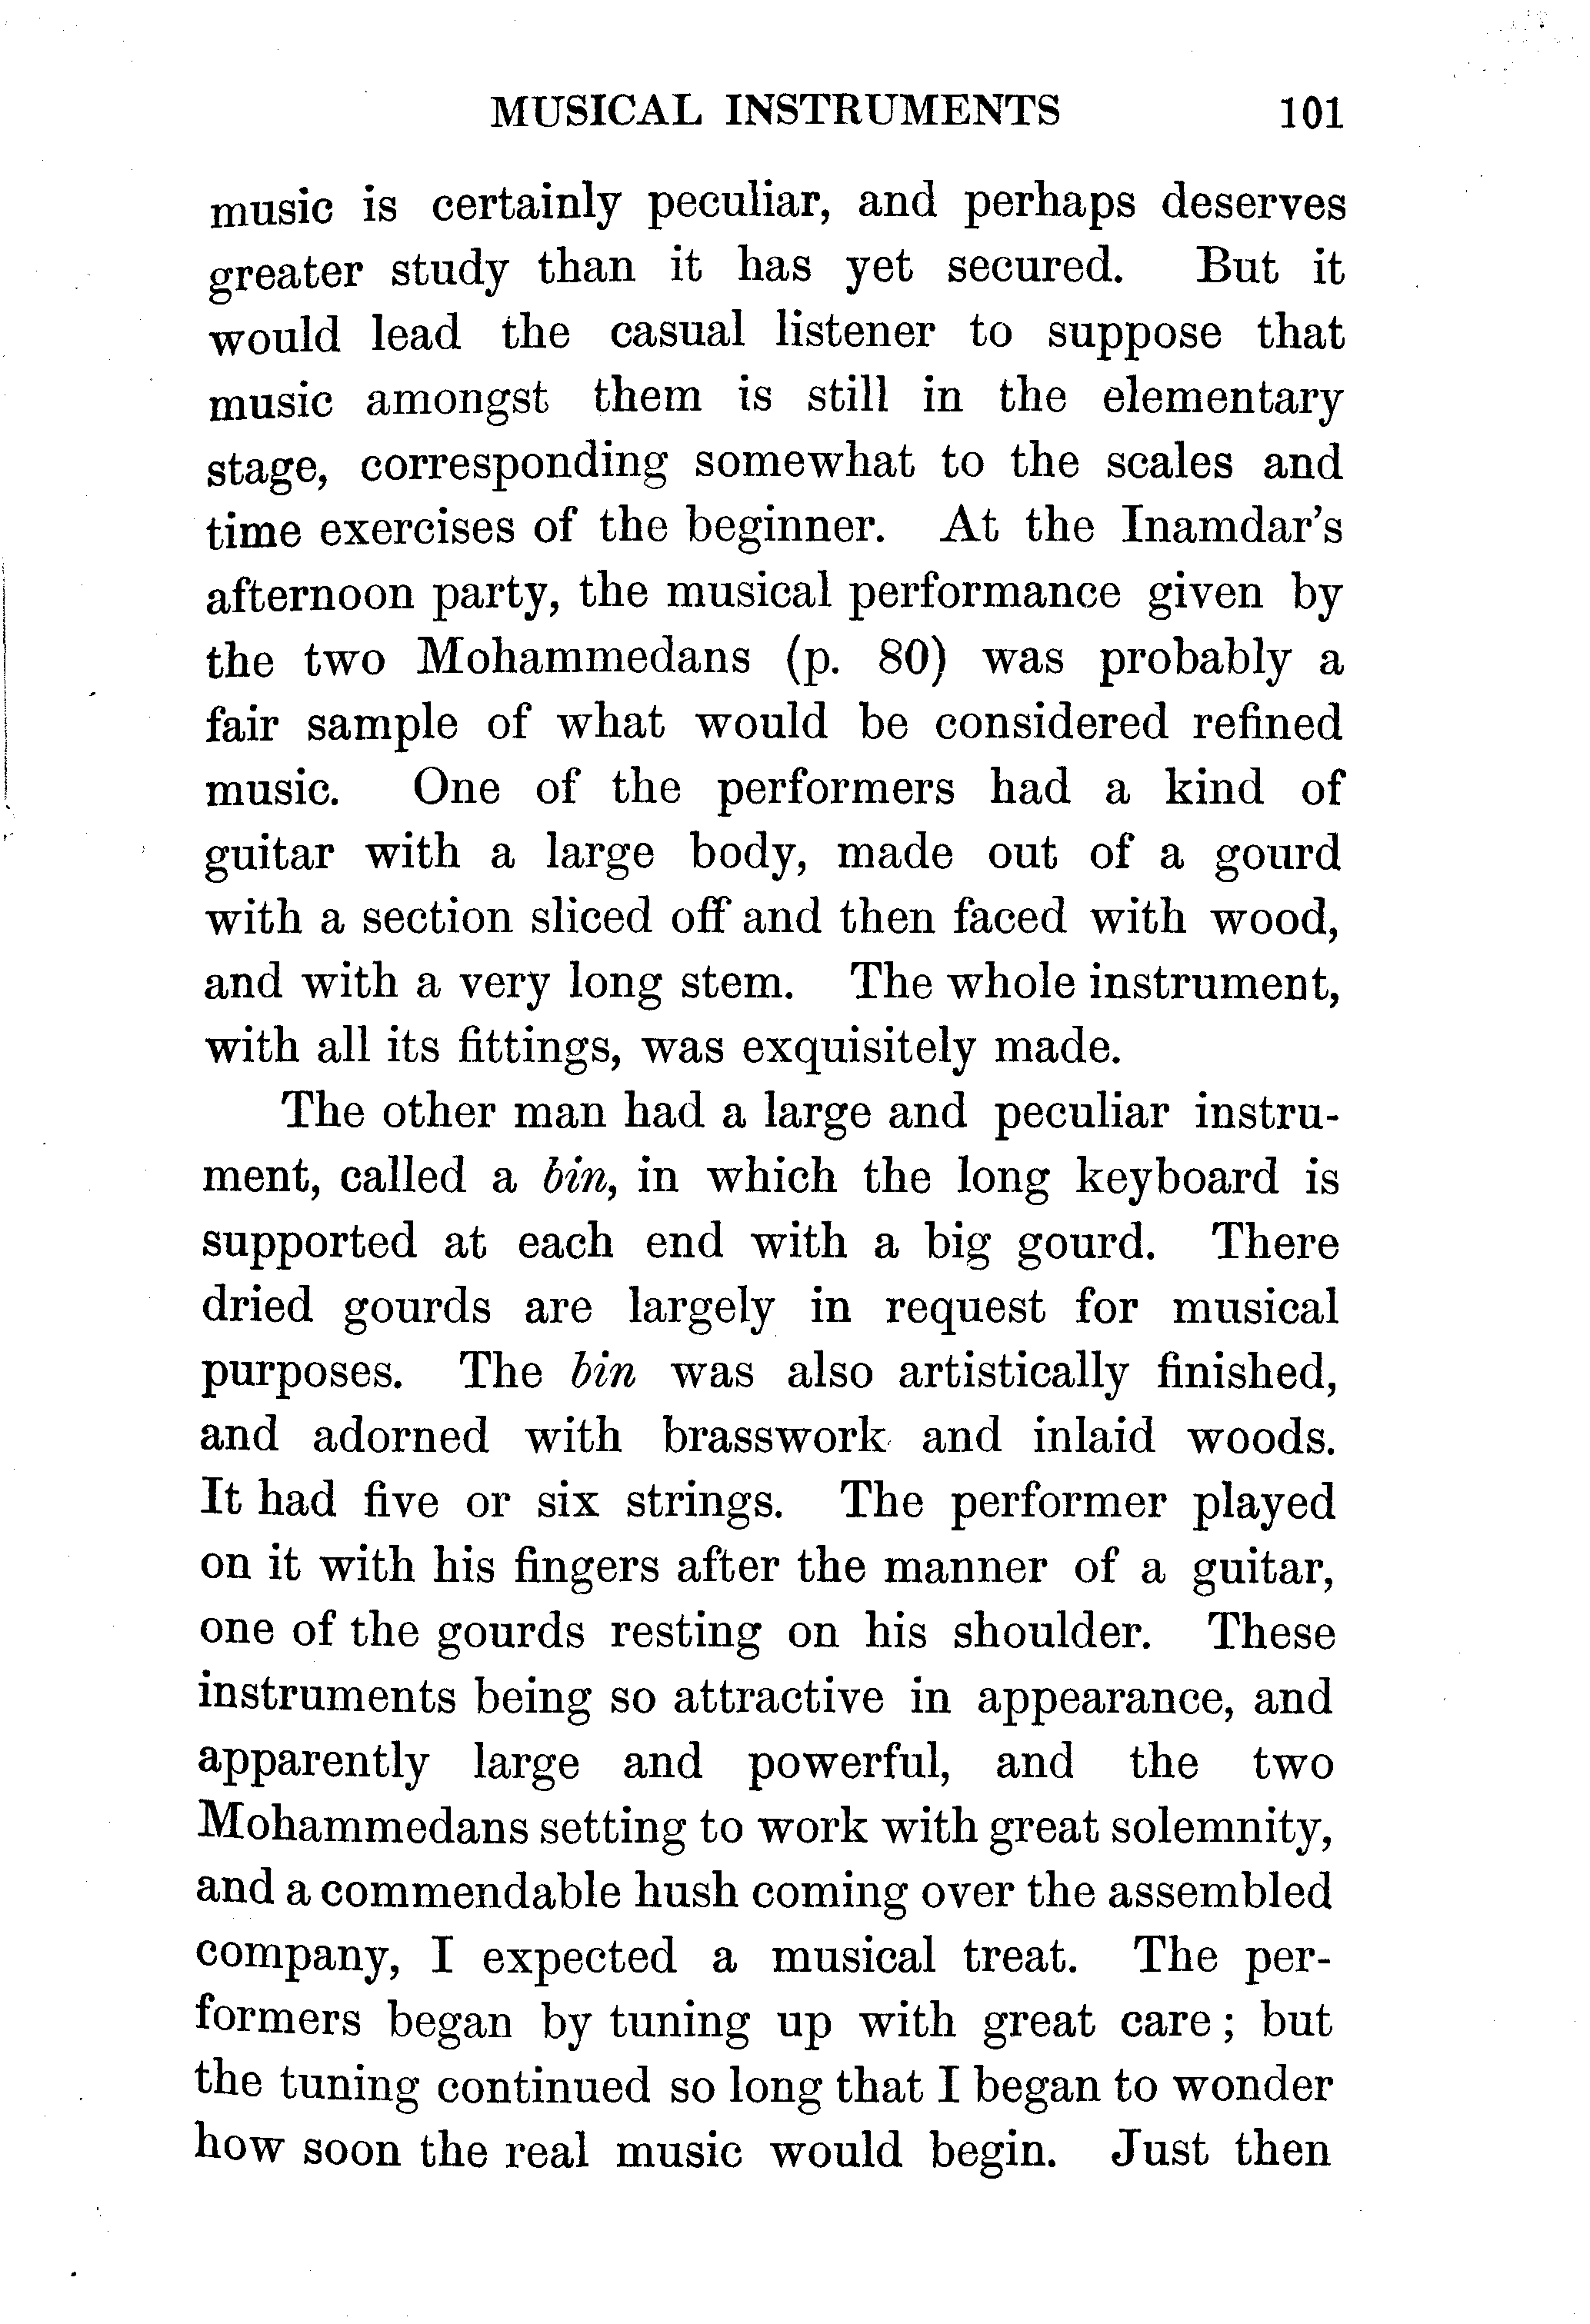 MUSICAL INSTRUMENTS 101
music is certainly peculiar, and perhaps deserves
greater study than it has yet secured. But it
would lead the casual listener to suppose that
music amongst them is still in the elementary
stage, corresponding somewhat to the scales and
time exercises of the beginner. At the Inamdar's
afternoon party, the musical performance given by
the two Mohammedans (p. 80) was probably a
fair sample of what would be considered refined
music. One of the performers had a kind of
guitar with a large body, made out of a gourd
with a section sliced off and then faced with wood,
and with a very long stem. The whole instrument,
with all its fittings, was exquisitely made.
The other man had a large and peculiar instru-
ment, called a bin, in which the long keyboard is
supported at each end with a big gourd. There
dried gourds are largely in request for musical
purposes. The bin was also artistically finished,
and adorned with brasswork and inlaid woods.
It had five or six strings. The performer played
on it with his fingers after the manner of a guitar,
one of the gourds resting on his shoulder. These
instruments being so attractive in appearance, and
apparently large and powerful, and the two
Mohammedans setting to work with great solemnity,
and a commendable hush coming over the assembled
company, I expected a musical treat. The per-
formers began by tuning up with great care; but
the tuning continued so long that I began to wonder
how soon the real music would begin. Just then